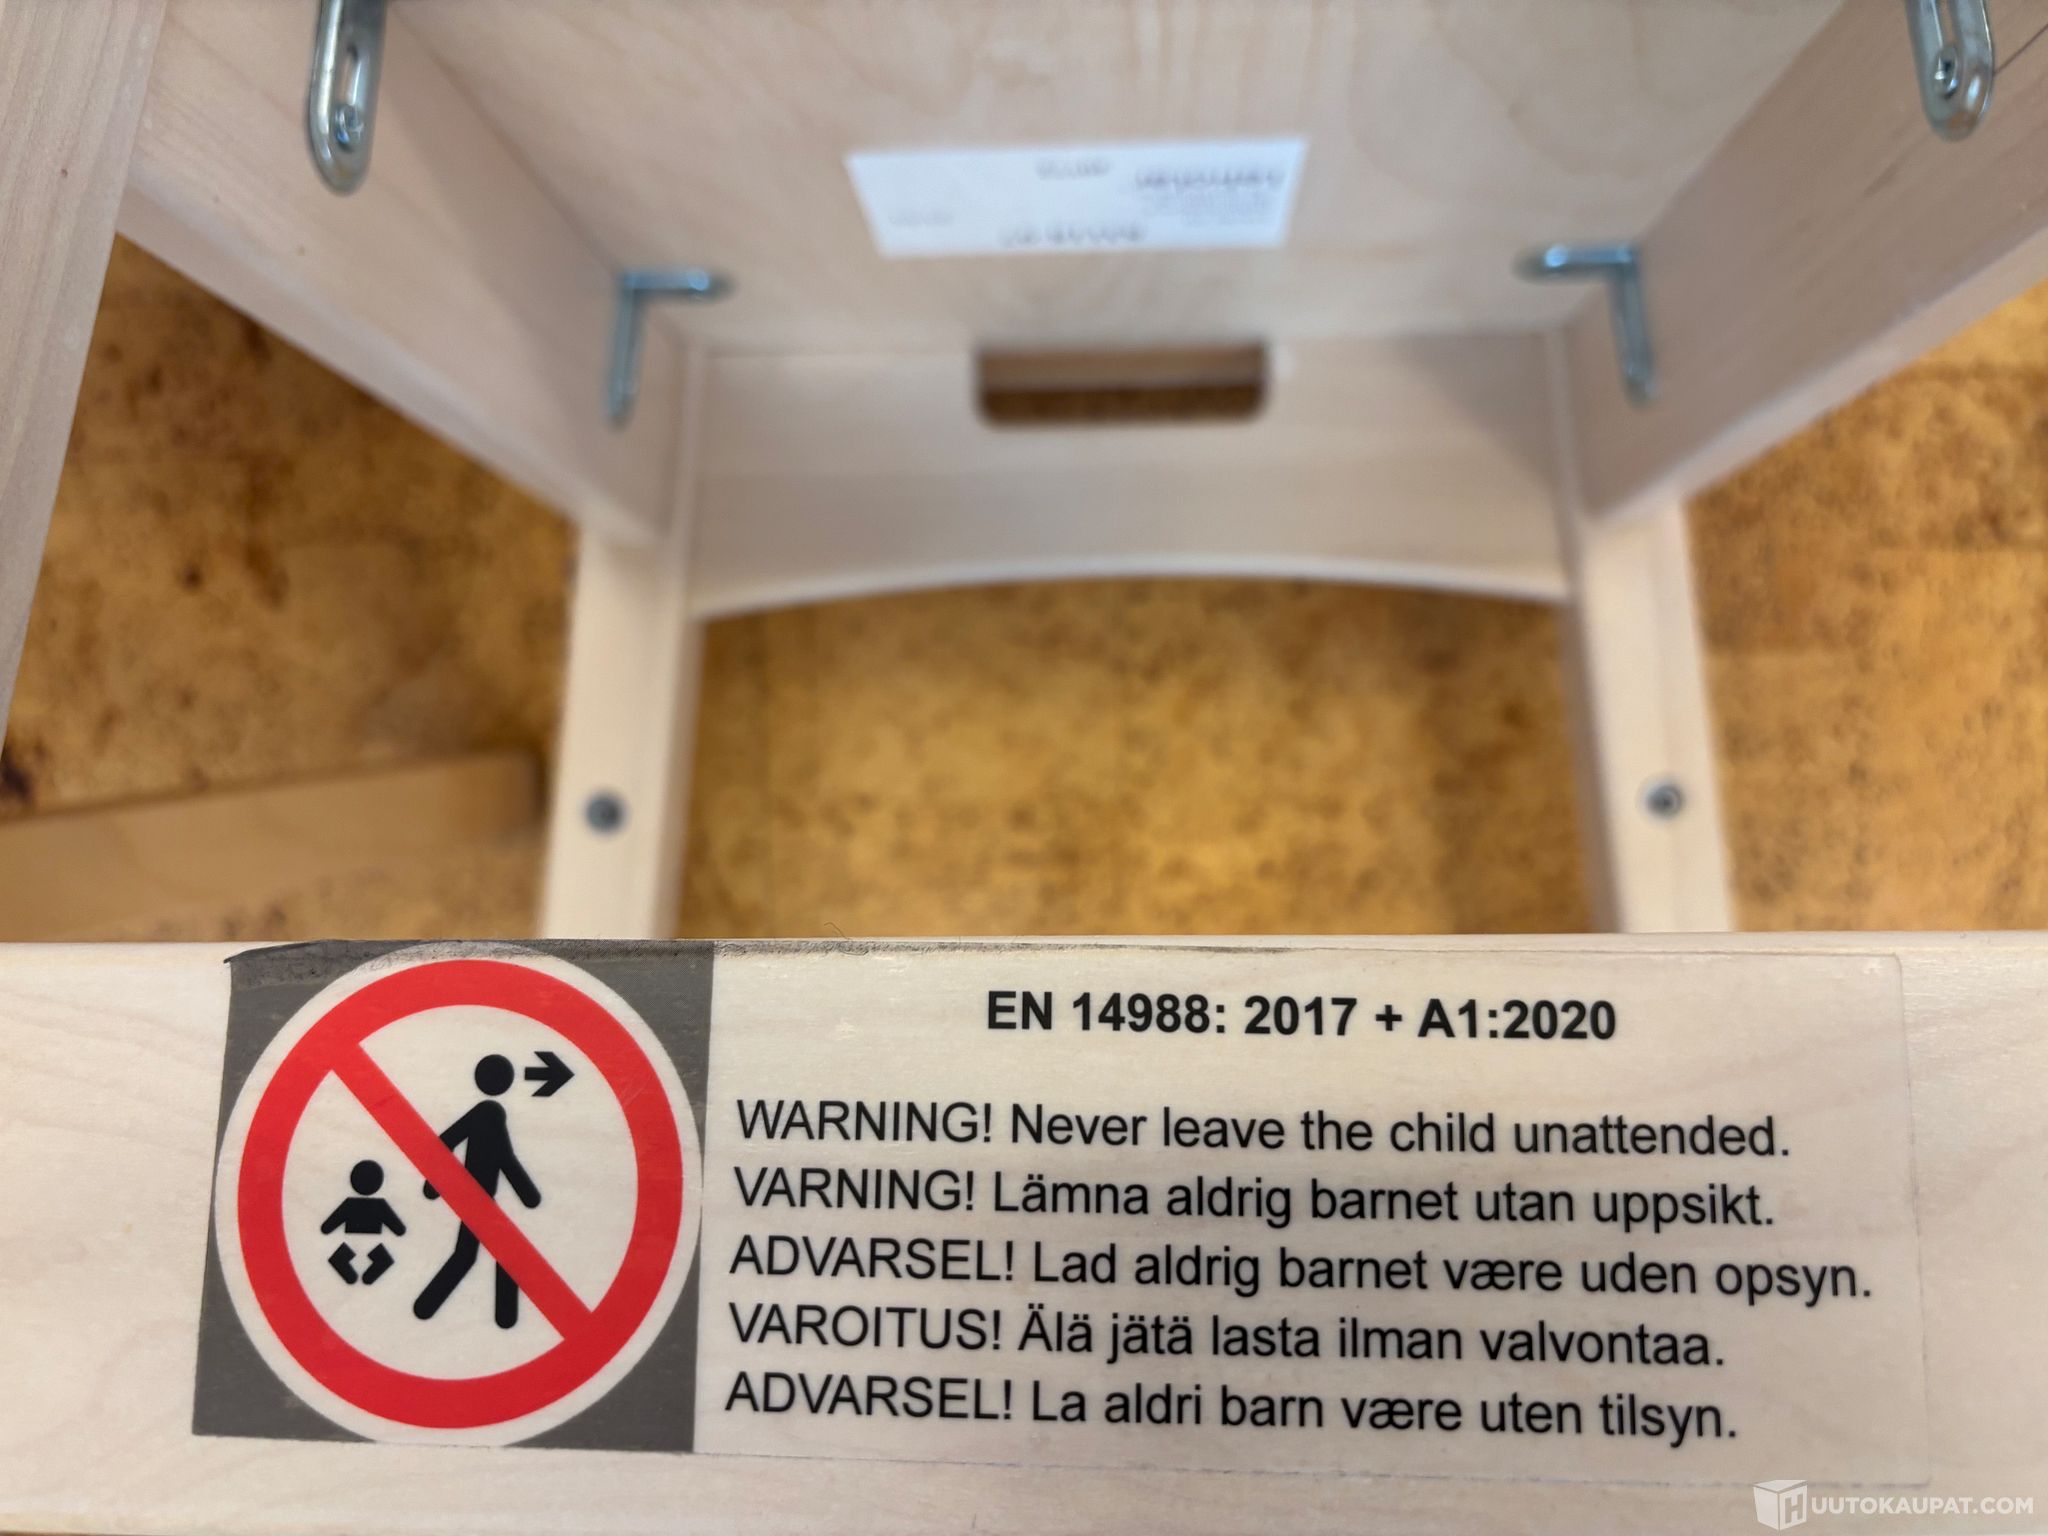 EN 14988: 2017 + A1:2020
WARNING! Never leave the child unattended.
VARNING! Lämna aldrig barnet utan uppsikt.
ADVARSEL! Lad aldrig barnet være uden opsyn.
VAROITUS! Älä jätä lasta ilman valvontaa.
ADVARSEL! La aldri barn være uten tilsyn.
HUUTOKAUPAT.COM